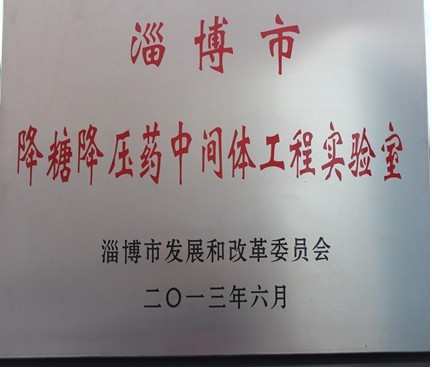 淄博市
降糖降压药中间体工程实验室
淄博市发展和改革委员会
二〇一三年六月